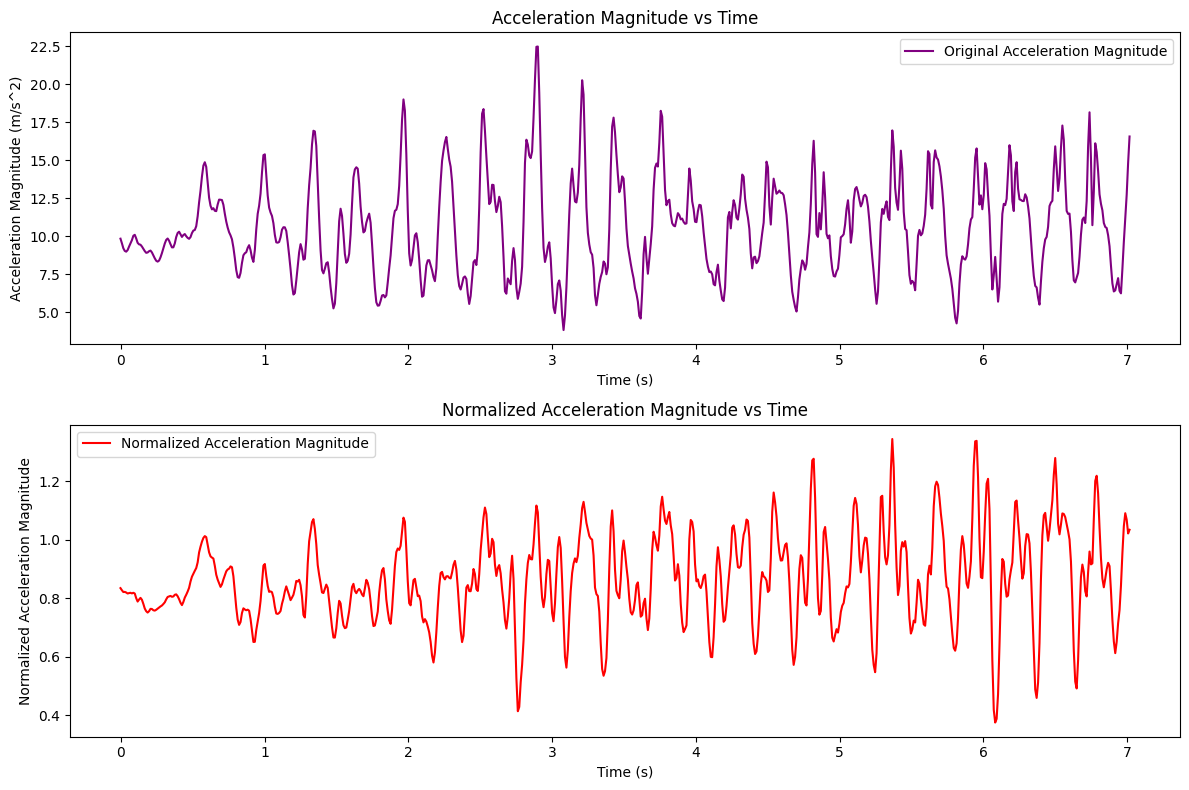 Acceleration Magnitude vs Time
Original Acceleration Magnitude
Acceleration Magnitude (m/s^2)
22.5
20.0
17.5
15.0
12.5
10.0
7.5
5.0
0 1 2 3 4 5 6 7
Time (s)
Normalized Acceleration Magnitude vs Time
Normalized Acceleration Magnitude
Normalized Acceleration Magnitude
1.2
1.0
0.8
0.6
0.4
0 1 2 3 4 5 6 7
Time (s)